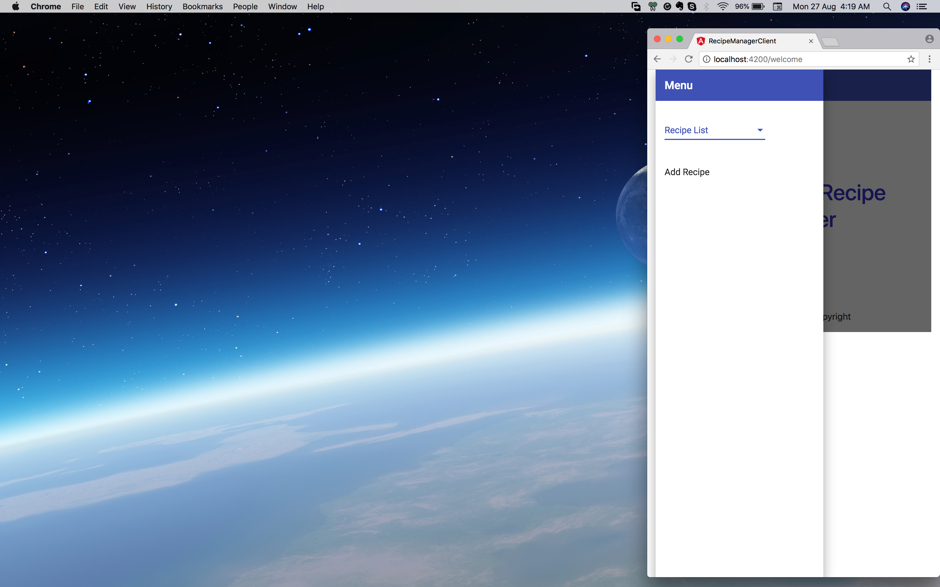 Chrome File Edit View History Bookmarks People Window Help 96% Mon 27 Aug 4:19 AM
RecipeManagerClient
localhost:4200/welcome
Menu
Recipe List
Add Recipe
Recipe
er
pyright